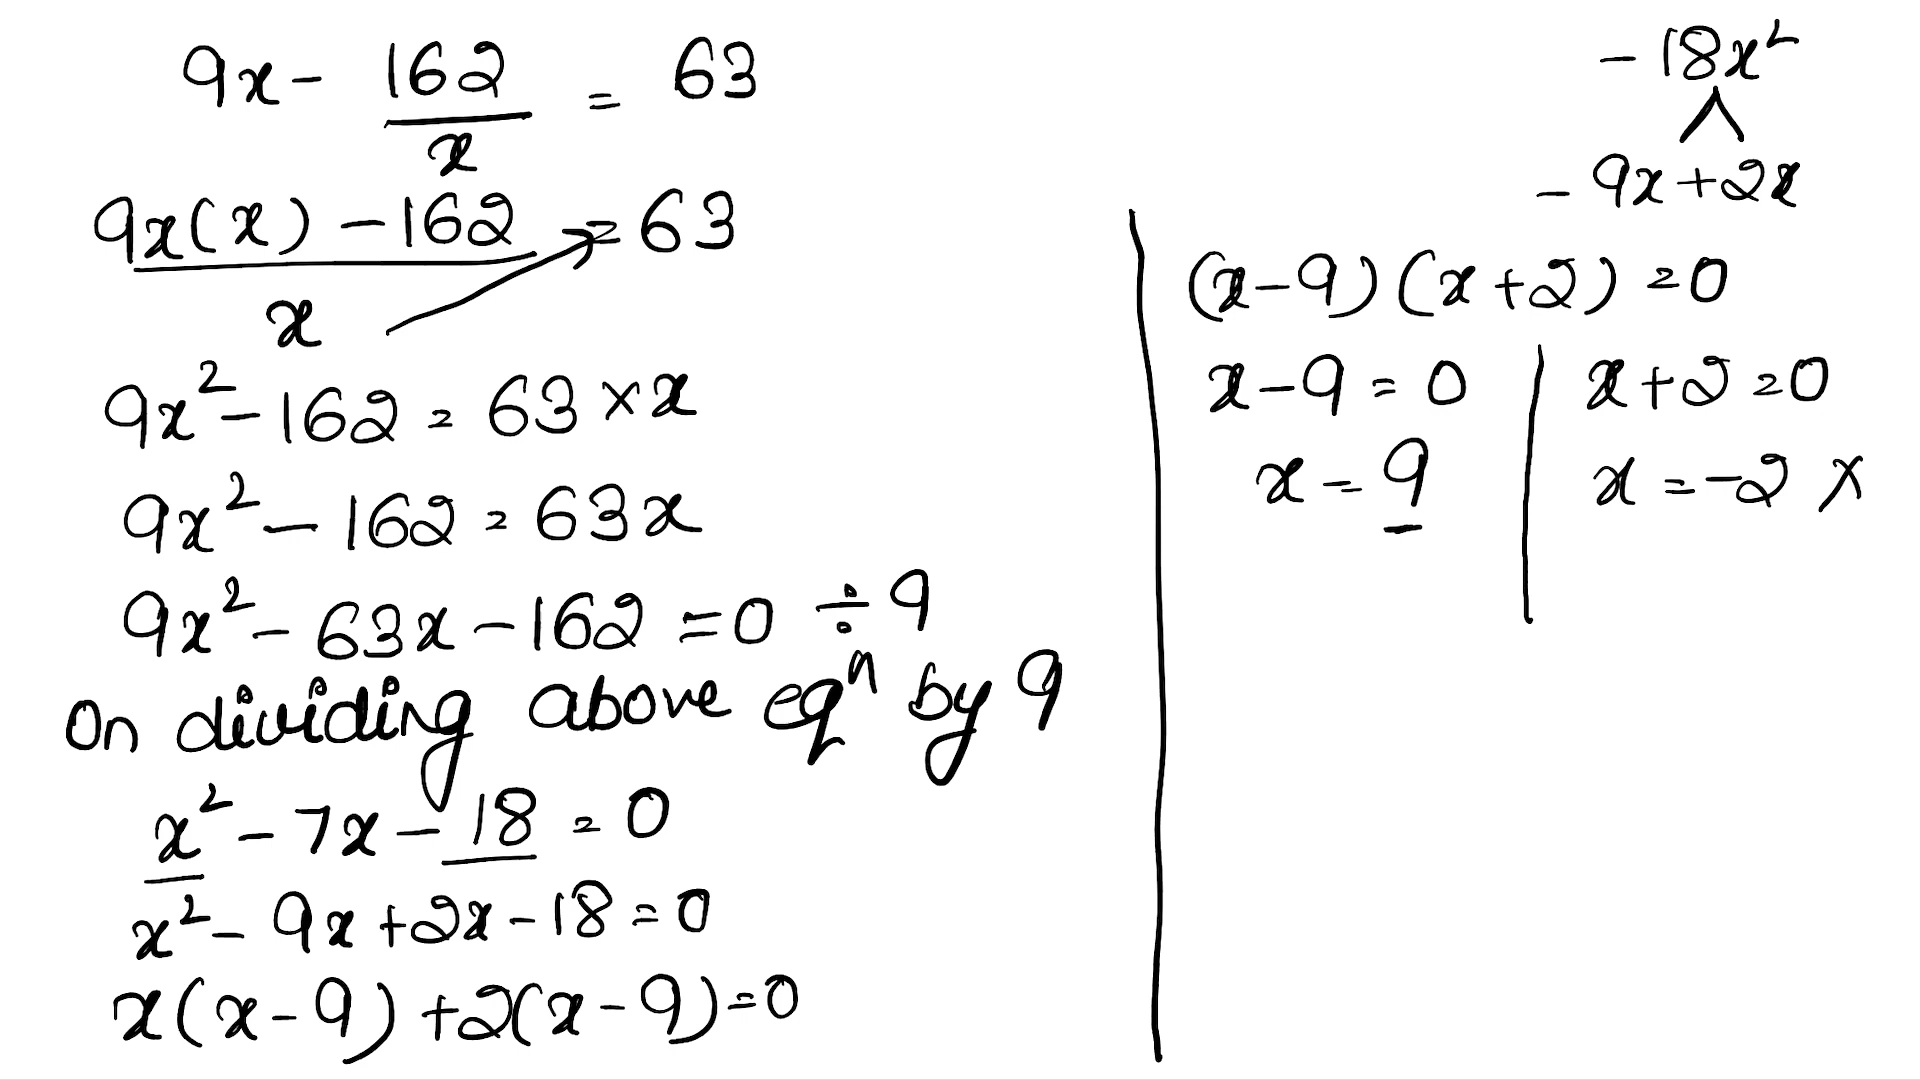 9x - 162/x = 63
9x(x) - 162/x = 63
9x² - 162 = 63 × x
9x² - 162 = 63x
9x² - 63x - 162 = 0 ÷ 9
On dividing above eqⁿ by 9
x² - 7x - 18 = 0
x² - 9x + 2x - 18 = 0
x(x - 9) + 2(x - 9) = 0
- 18x²
- 9x + 2x
(x - 9) (x + 2) = 0
x - 9 = 0 | x + 2 = 0
x = 9 | x = -2 ×